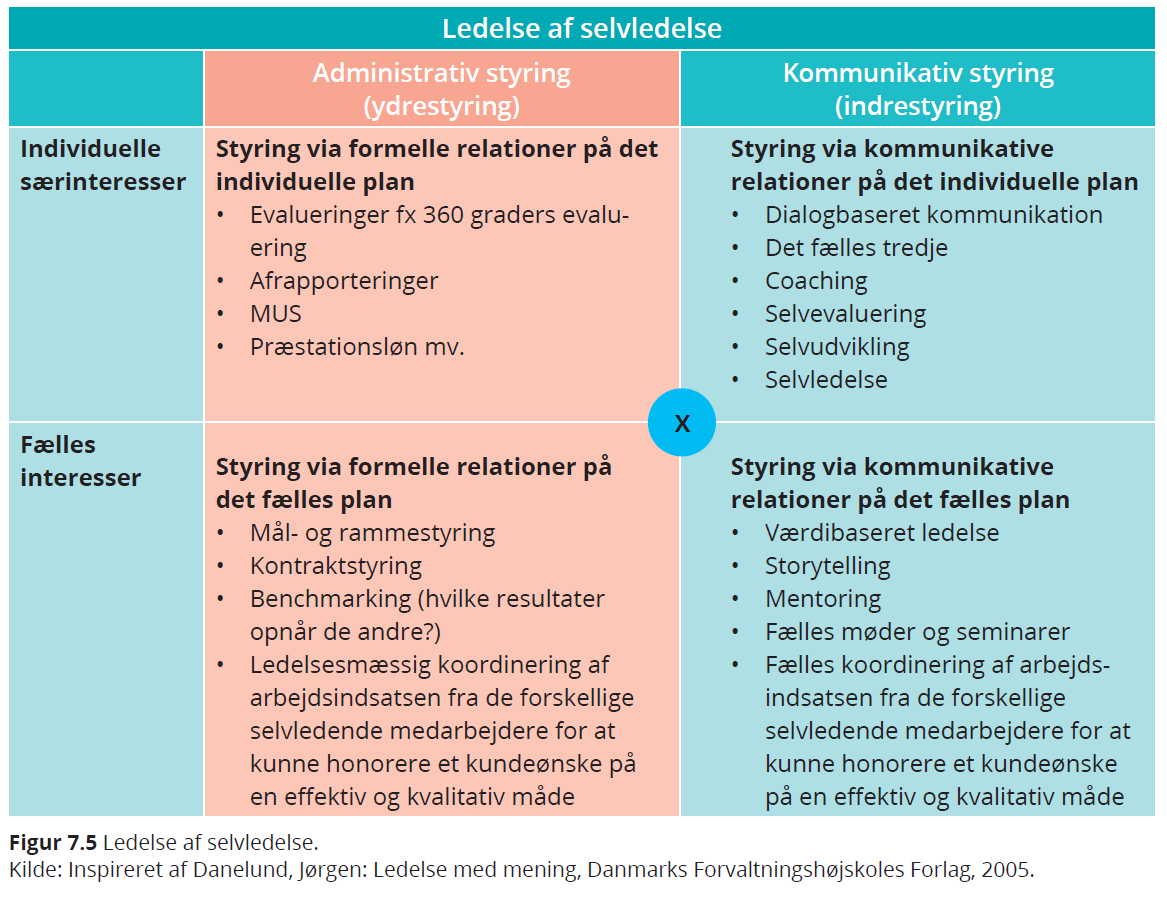 Ledelse af selvledelse
Administrativ styring
(ydrestyring)
Kommunikativ styring
(indrestyring)
Individuelle
særinteresser
Styring via formelle relationer på det
individuelle plan
• Evalueringer fx 360 graders evalu-
ering
• Afrapporteringer
• MUS
• Præstationsløn mv.
Styring via kommunikative
relationer på det individuelle plan
• Dialogbaseret kommunikation
• Det fælles tredje
• Coaching
• Selvevaluering
• Selvudvikling
• Selvledelse
X
Fælles
interesser
Styring via formelle relationer på
det fælles plan
• Mål- og rammestyring
• Kontraktstyring
• Benchmarking (hvilke resultater
opnår de andre?)
• Ledelsesmæssig koordinering af
arbejdsindsatsen fra de forskellige
selvledende medarbejdere for at
kunne honorere et kundeønske på
en effektiv og kvalitativ måde
Styring via kommunikative
relationer på det fælles plan
• Værdibaseret ledelse
• Storytelling
• Mentoring
• Fælles møder og seminarer
• Fælles koordinering af arbejds-
indsatsen fra de forskellige
selvledende medarbejdere for at
kunne honorere et kundeønske
på en effektiv og kvalitativ måde
Figur 7.5 Ledelse af selvledelse.
Kilde: Inspireret af Danelund, Jørgen: Ledelse med mening, Danmarks Forvaltningshøjskoles Forlag, 2005.